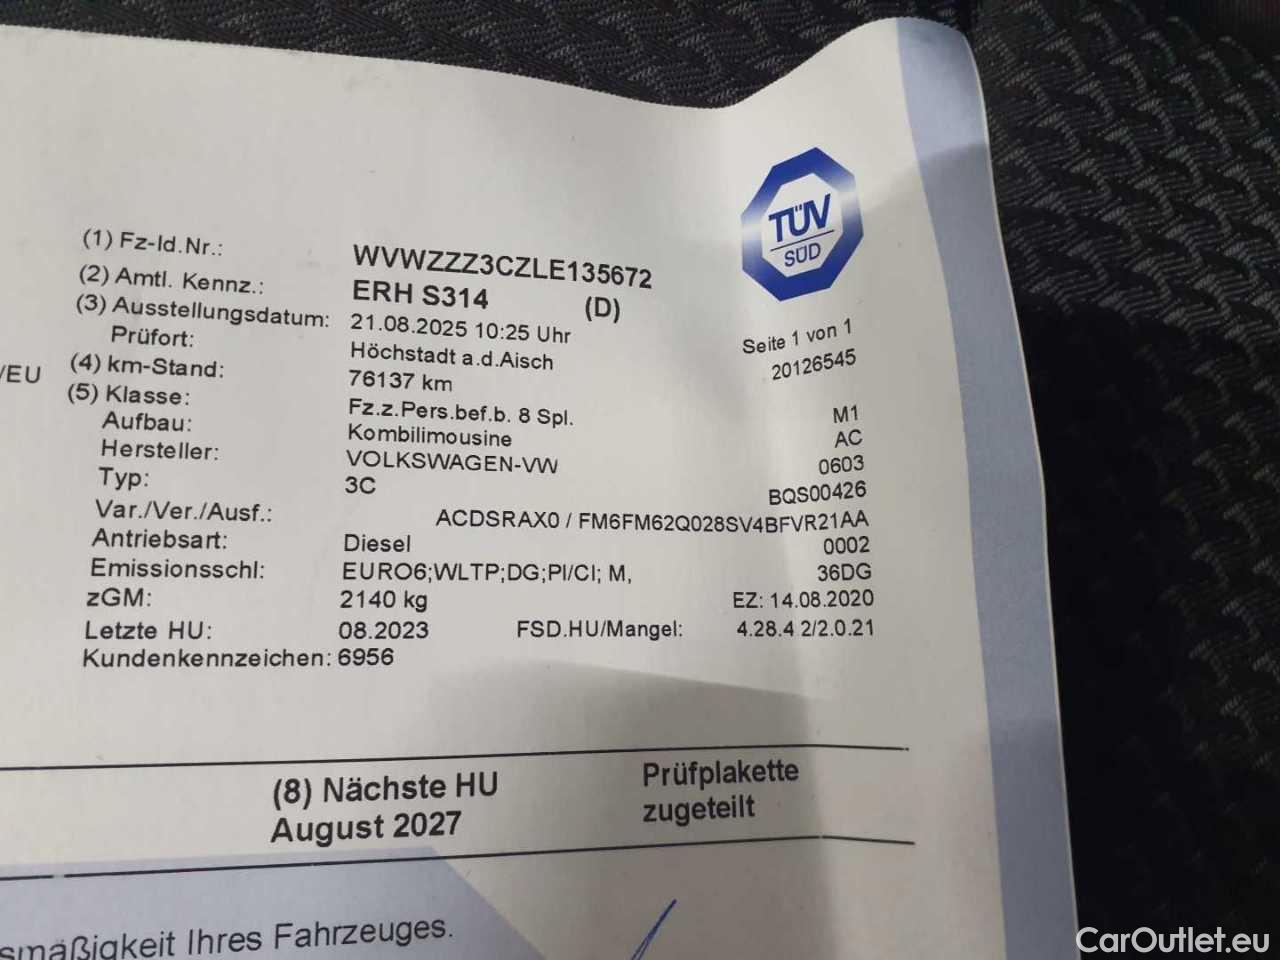 TÜV
SÜD
(1) Fz-Id.Nr.: WVWZZZ3CZLE135672
(2) Amtl. Kennz.: ERH S314 (D)
(3) Ausstellungsdatum: 21.08.2025 10:25 Uhr Seite 1 von 1
Prüfort: Höchstadt a.d.Aisch 20126545
/EU
(4) km-Stand: 76137 km
(5) Klasse: Fz.z.Pers.bef.b. 8 Spl. M1
Aufbau: Kombilimousine AC
Hersteller: VOLKSWAGEN-VW 0603
Typ: 3C BQS00426
Var./Ver./Ausf.: ACDSRAX0 / FM6FM62Q028SV4BFVR21AA
Antriebsart: Diesel 0002
Emissionsschl: EURO6;WLTP;DG;PI/CI; M, 36DG
zGM: 2140 kg EZ: 14.08.2020
Letzte HU: 08.2023 FSD.HU/Mangel: 4.28.4 2/2.0.21
Kundenkennzeichen: 6956
(8) Nächste HU Prüfplakette
August 2027 zugeteilt
smäßigkeit Ihres Fahrzeuges.
CarOutlet.eu